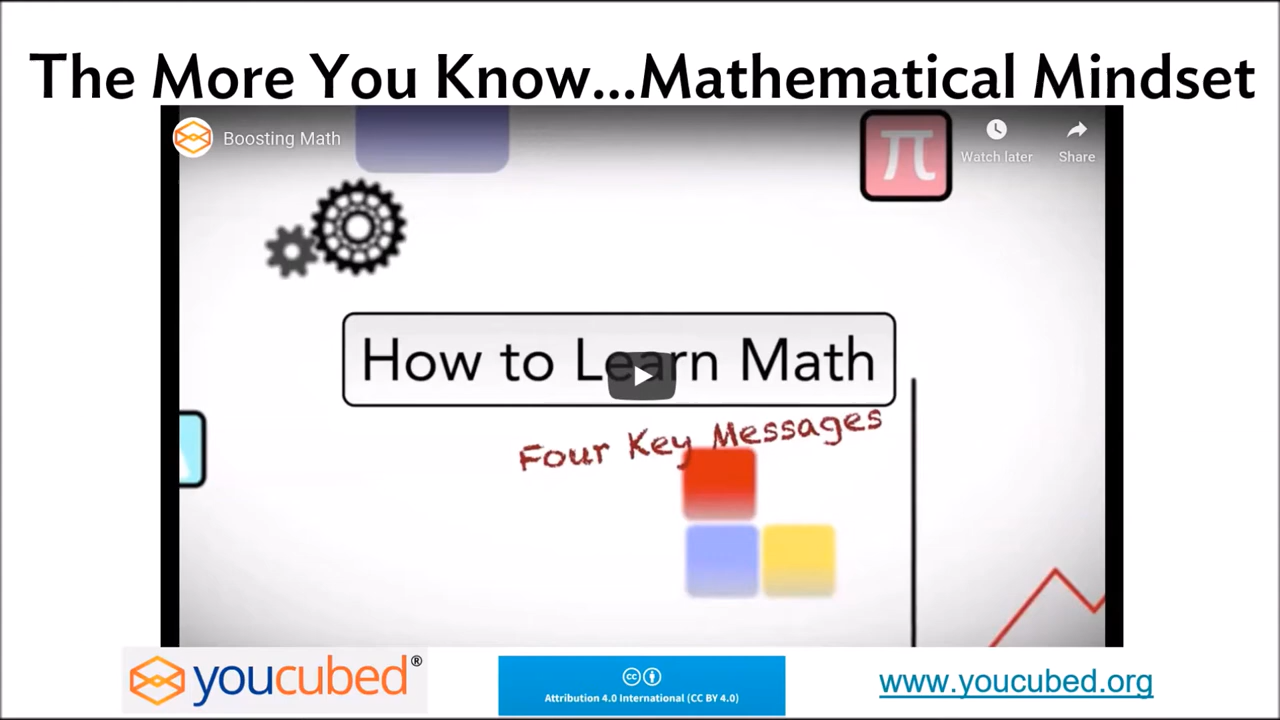 The More You Know...Mathematical Mindset
Boosting Math
π
Watch later
Share
How to Learn Math
Four Key Messages
youcubed®
cc
Attribution 4.0 International (CC BY 4.0)
www.youcubed.org